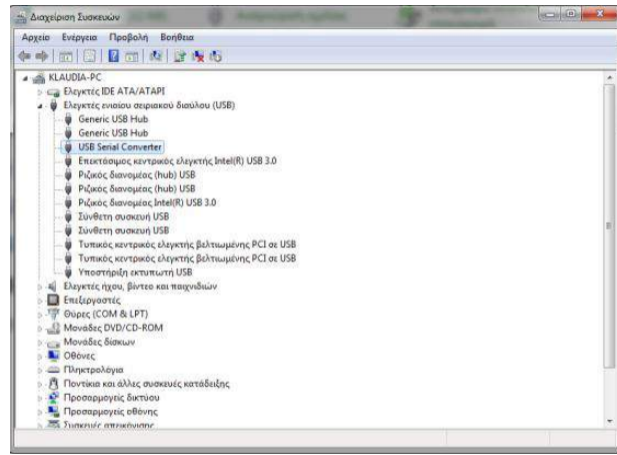 Διαχείριση Συσκευών
Αρχείο Ενέργεια Προβολή Βοήθεια
KLAUDIA-PC
Ελεγκτές IDE ATA/ATAPI
Ελεγκτές ενιαίου σειριακού διαύλου (USB)
Generic USB Hub
Generic USB Hub
USB Serial Converter
Επεκτάσιμος κεντρικός ελεγκτής Intel(R) USB 3.0
Ριζικός διανομέας (hub) USB
Ριζικός διανομέας (hub) USB
Ριζικός διανομέας Intel(R) USB 3.0
Σύνθετη συσκευή USB
Σύνθετη συσκευή USB
Τυπικός κεντρικός ελεγκτής βελτιωμένης PCI σε USB
Τυπικός κεντρικός ελεγκτής βελτιωμένης PCI σε USB
Υποστήριξη εκτυπωτή USB
Ελεγκτές ήχου, βίντεο και παιχνιδιών
Επεξεργαστές
Θύρες (COM & LPT)
Μονάδες DVD/CD-ROM
Μονάδες δίσκων
Οθόνες
Πληκτρολόγια
Ποντίκια και άλλες συσκευές κατάδειξης
Προσαρμογείς δικτύου
Προσαρμογείς οθόνης
Συσκευές απεικόνισης